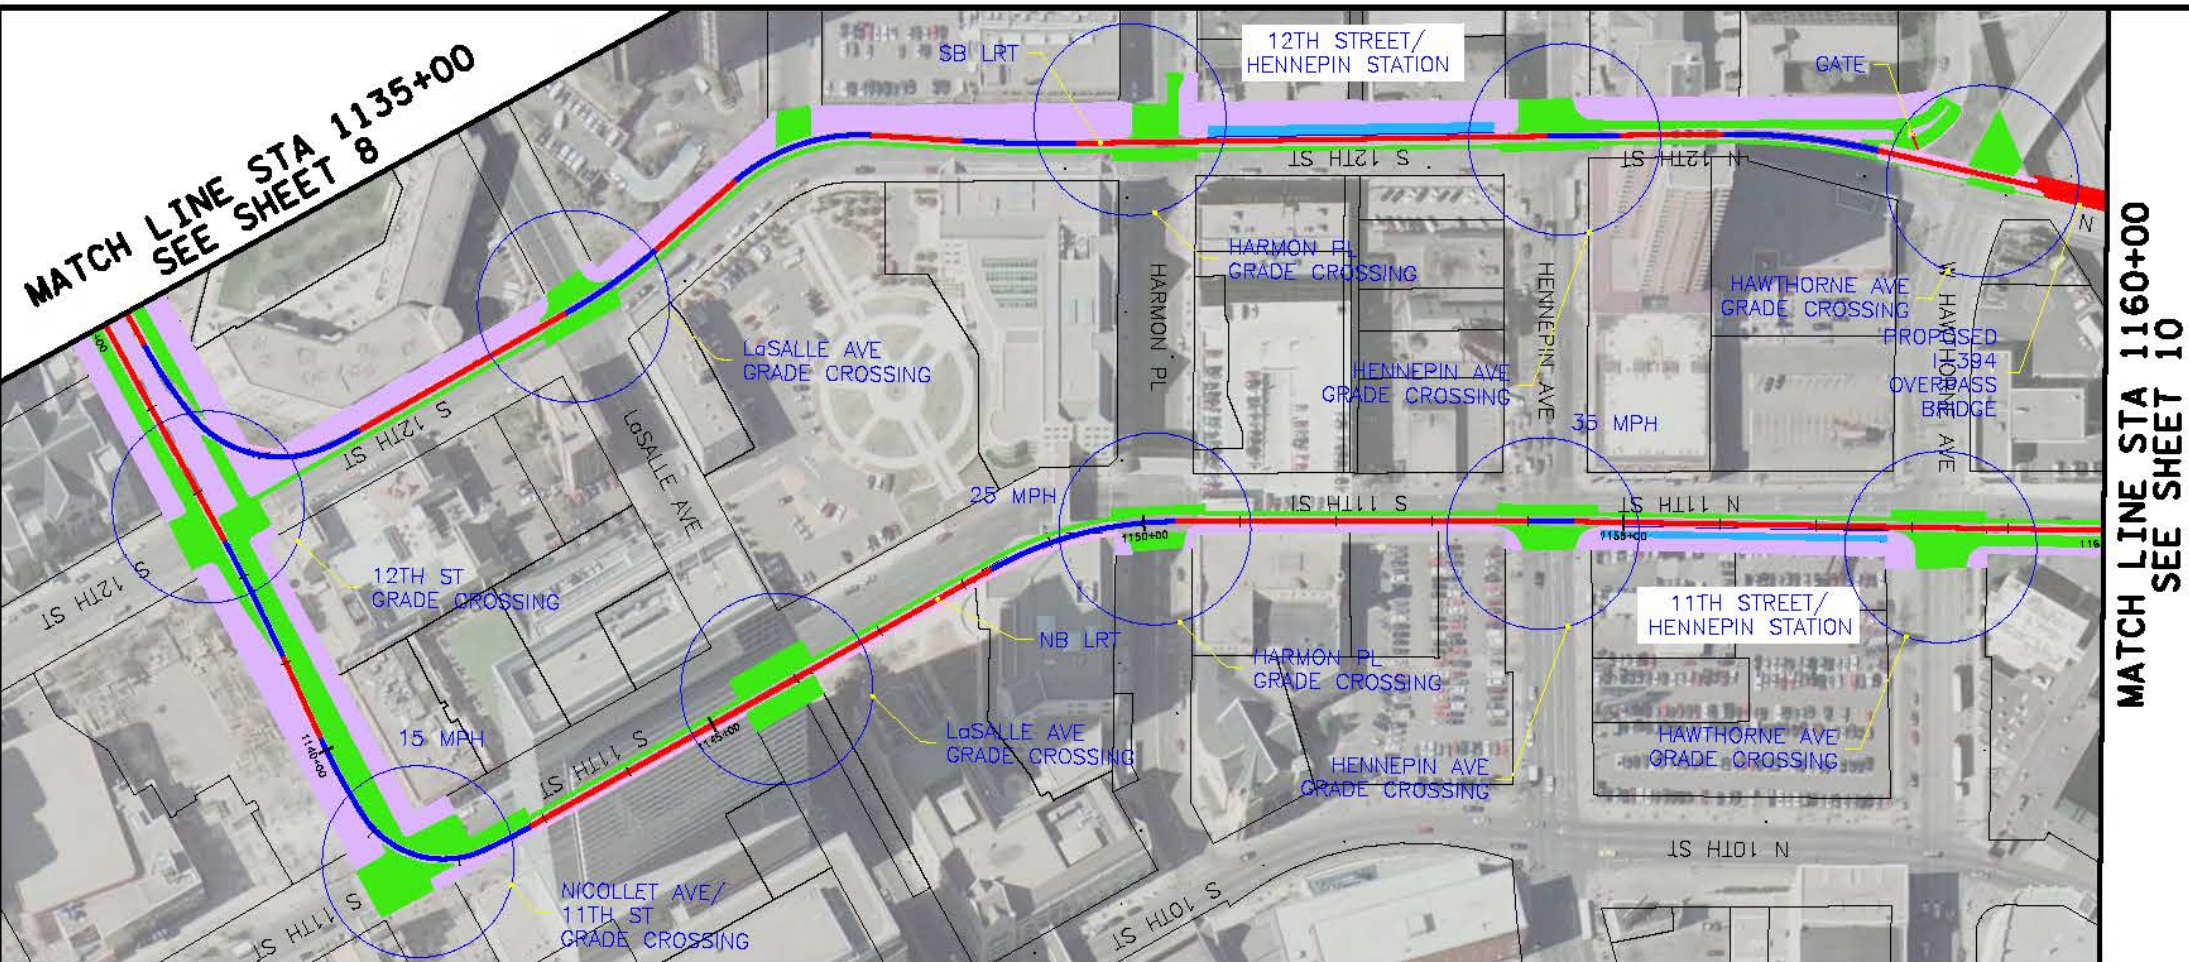 MATCH LINE STA 1135+00
SEE SHEET 8
SB LRT
12TH STREET/
HENNEPIN STATION
GATE
S 12TH ST
N 12TH ST
N
HARMON PL
GRADE CROSSING
HARMON PL
HENNEPIN AVE
HAWTHORNE AVE
GRADE CROSSING
W HAWTHORNE AVE
PROPOSED
I-394
OVERPASS
BRIDGE
LaSALLE AVE
GRADE CROSSING
HENNEPIN AVE
GRADE CROSSING
35 MPH
S 12TH ST
LaSALLE AVE
25 MPH
S 11TH ST
N 11TH ST
1150+00
1155+00
116
12TH ST
GRADE CROSSING
S 12TH ST
NB LRT
11TH STREET/
HENNEPIN STATION
HARMON PL
GRADE CROSSING
15 MPH
1140+00
1145+00
S 11TH ST
LaSALLE AVE
GRADE CROSSING
HENNEPIN AVE
GRADE CROSSING
HAWTHORNE AVE
GRADE CROSSING
N 10TH ST
S 10TH ST
S 11TH ST
NICOLLET AVE/
11TH ST
GRADE CROSSING
MATCH LINE STA 1160+00
SEE SHEET 10